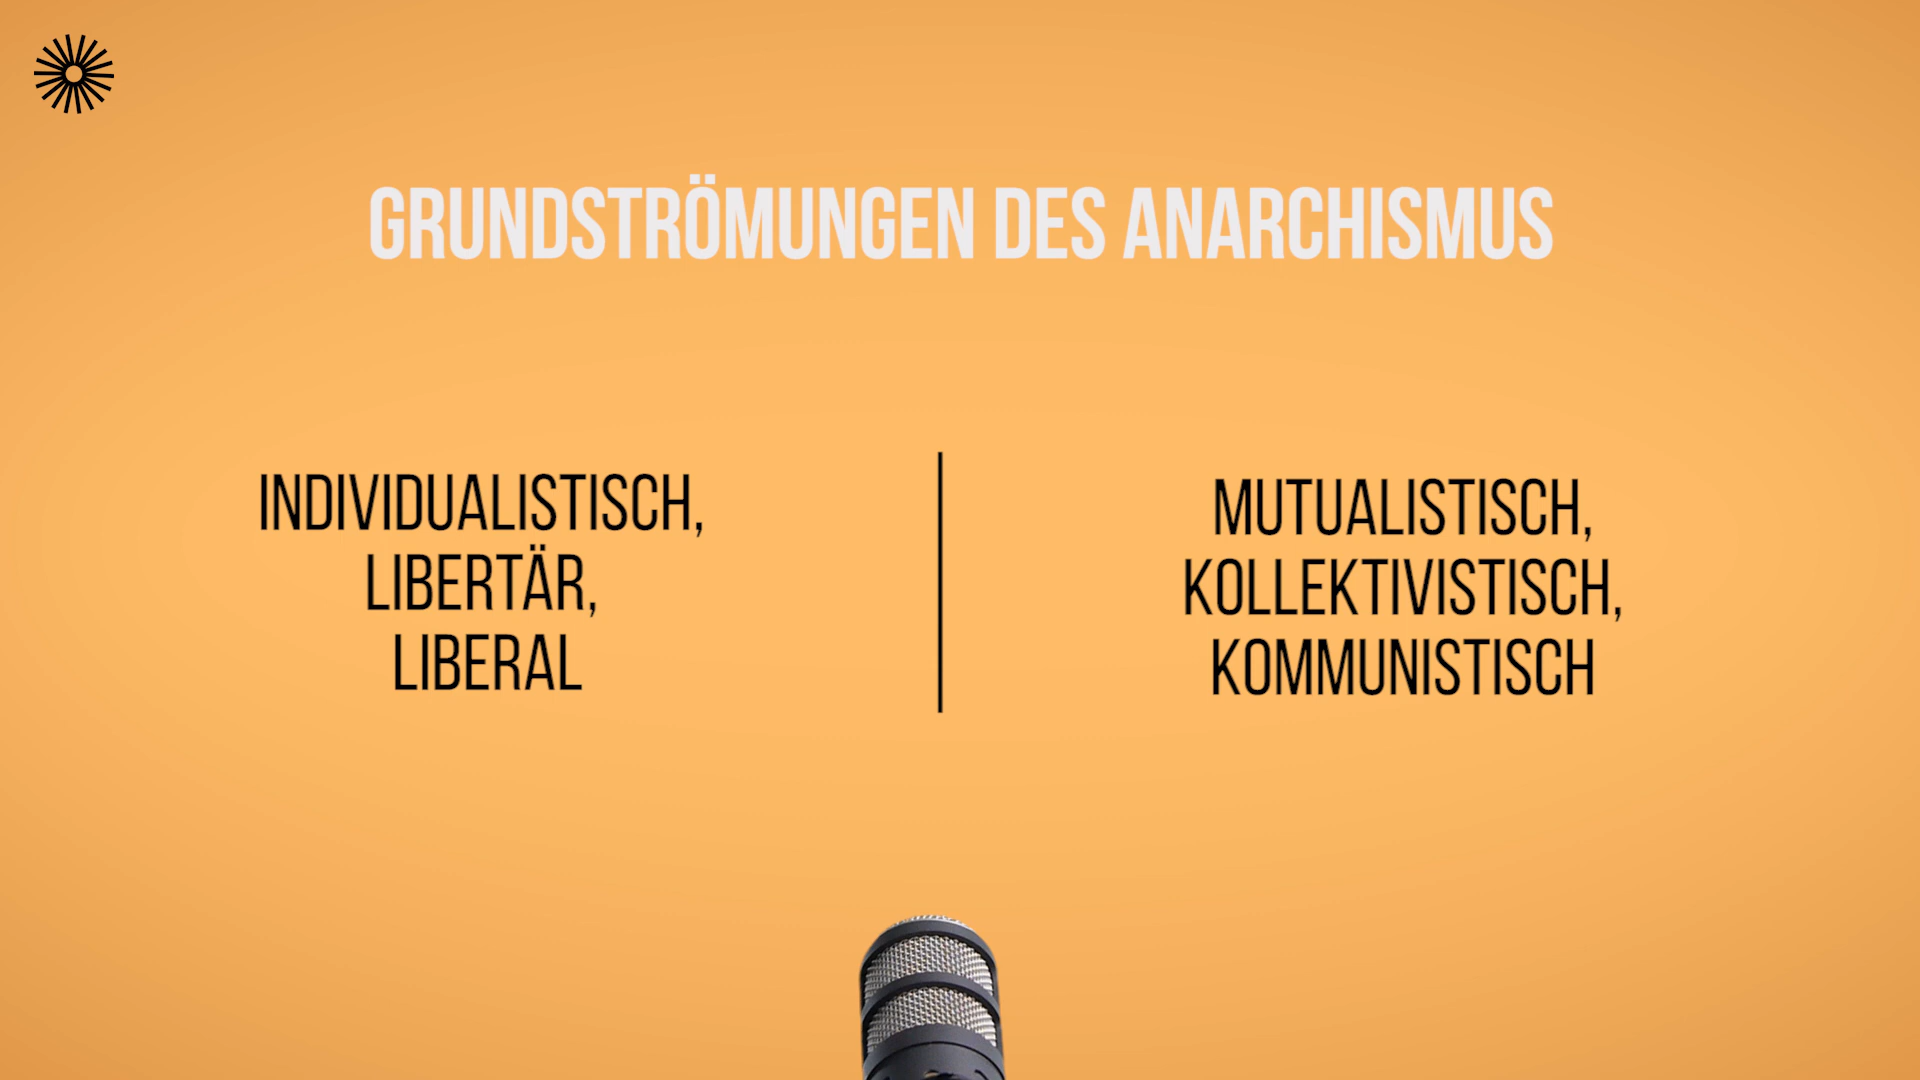 GRUNDSTRÖMUNGEN DES ANARCHISMUS
INDIVIDUALISTISCH,
LIBERTÄR,
LIBERAL
MUTUALISTISCH,
KOLLEKTIVISTISCH,
KOMMUNISTISCH